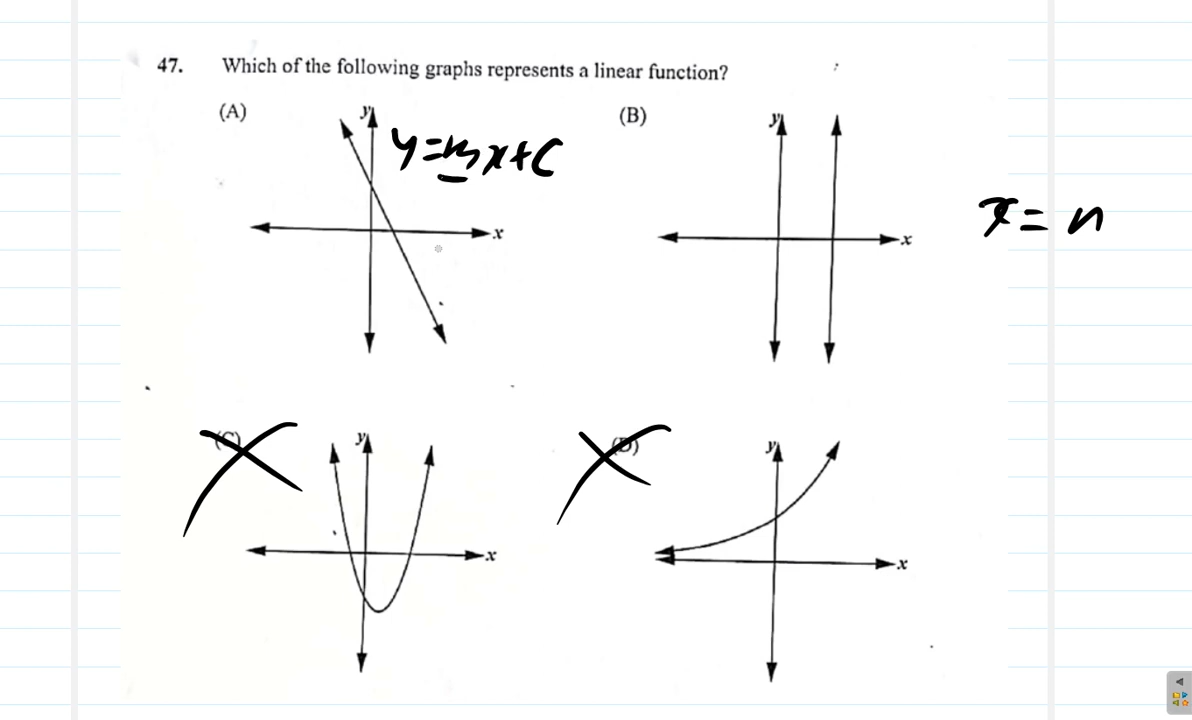 47. Which of the following graphs represents a linear function?
(A)
y
y=mx+c
x
(B)
y
x
x = n
(C)
y
x
(D)
y
x